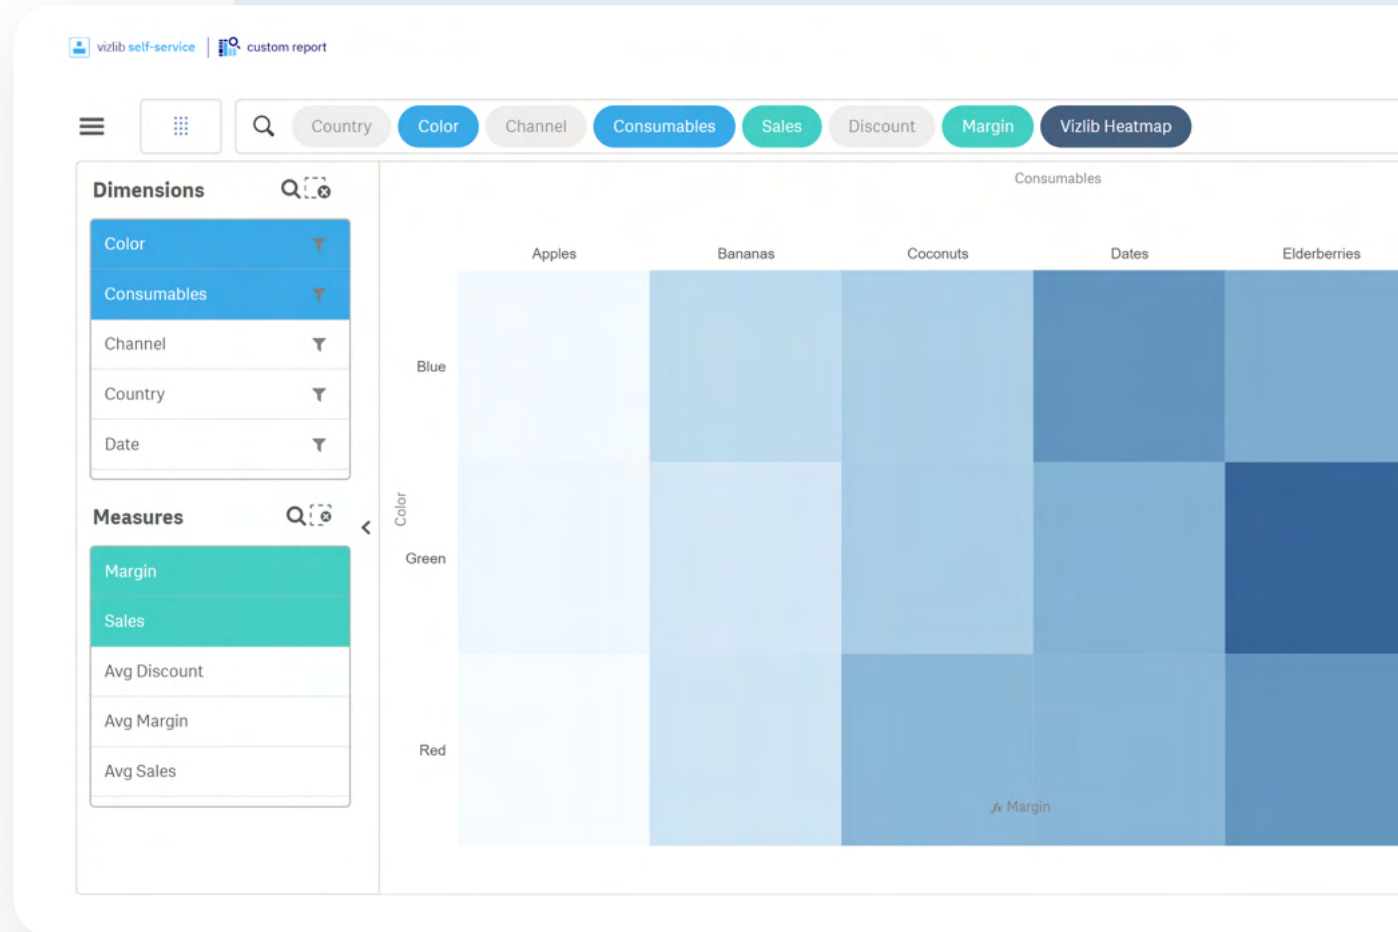 vizlib self-service | custom report
Country Color Channel Consumables Sales Discount Margin Vizlib Heatmap
Dimensions
Color
Consumables
Channel
Country
Date
Measures
Margin
Sales
Avg Discount
Avg Margin
Avg Sales
Consumables
Apples Bananas Coconuts Dates Elderberries
Color
Blue
Green
Red
fx Margin